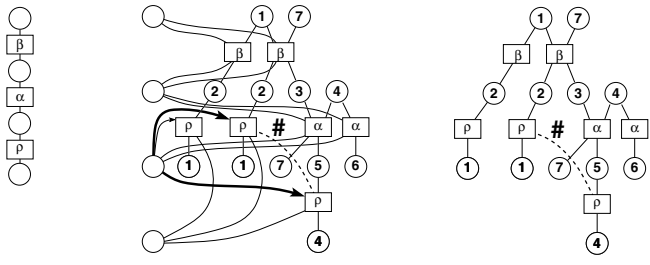 1 7 1 7
β β β β β
2 2 3 4 2 2 3 4
α
ρ ρ # α α ρ ρ # α α
1 1 7 5 6 1 1 7 5 6
ρ
ρ ρ
4 4